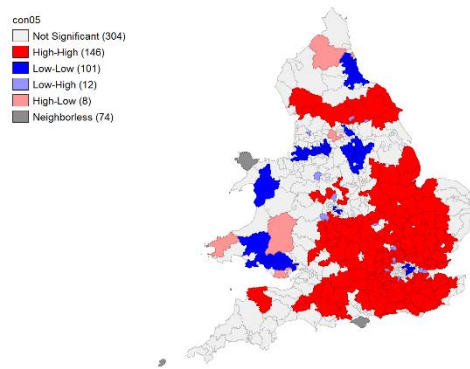 con05
Not Significant (304)
High-High (146)
Low-Low (101)
Low-High (12)
High-Low (8)
Neighborless (74)